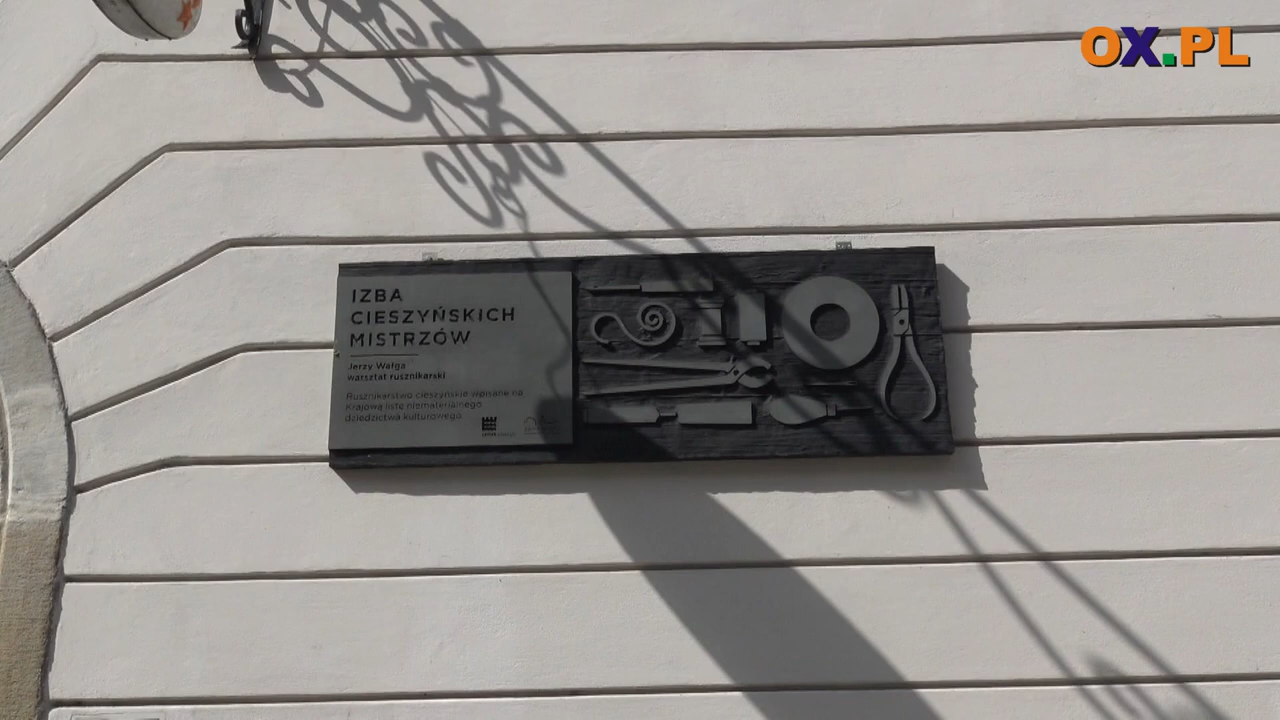 OX.PL
IZBA
CIESZYŃSKICH
MISTRZÓW
Jerzy Wałga
warsztat rusznikarski
Rusznikarstwo cieszyńskie wpisane na
Krajową listę niematerialnego
dziedzictwa kulturowego